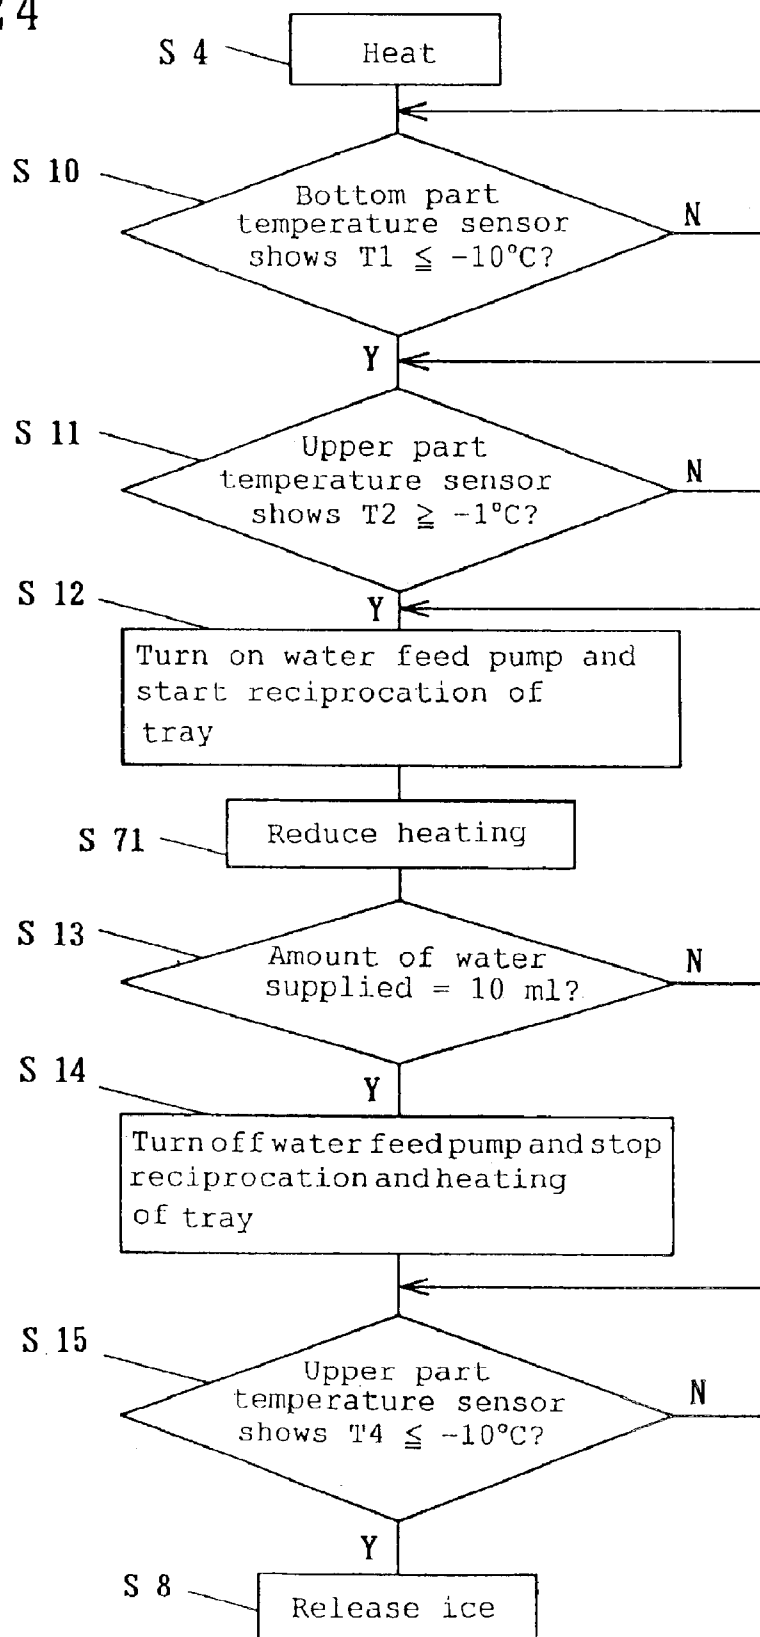 S 4
Heat
S 10
Bottom part
temperature sensor
shows T1 ≦ -10°C?
N
Y
S 11
Upper part
temperature sensor
shows T2 ≧ -1°C?
N
Y
S 12
Turn on water feed pump and
start reciprocation of
tray
S 71
Reduce heating
S 13
Amount of water
supplied = 10 ml?
N
Y
S 14
Turn off water feed pump and stop
reciprocation and heating
of tray
S 15
Upper part
temperature sensor
shows T4 ≦ -10°C?
N
Y
S 8
Release ice